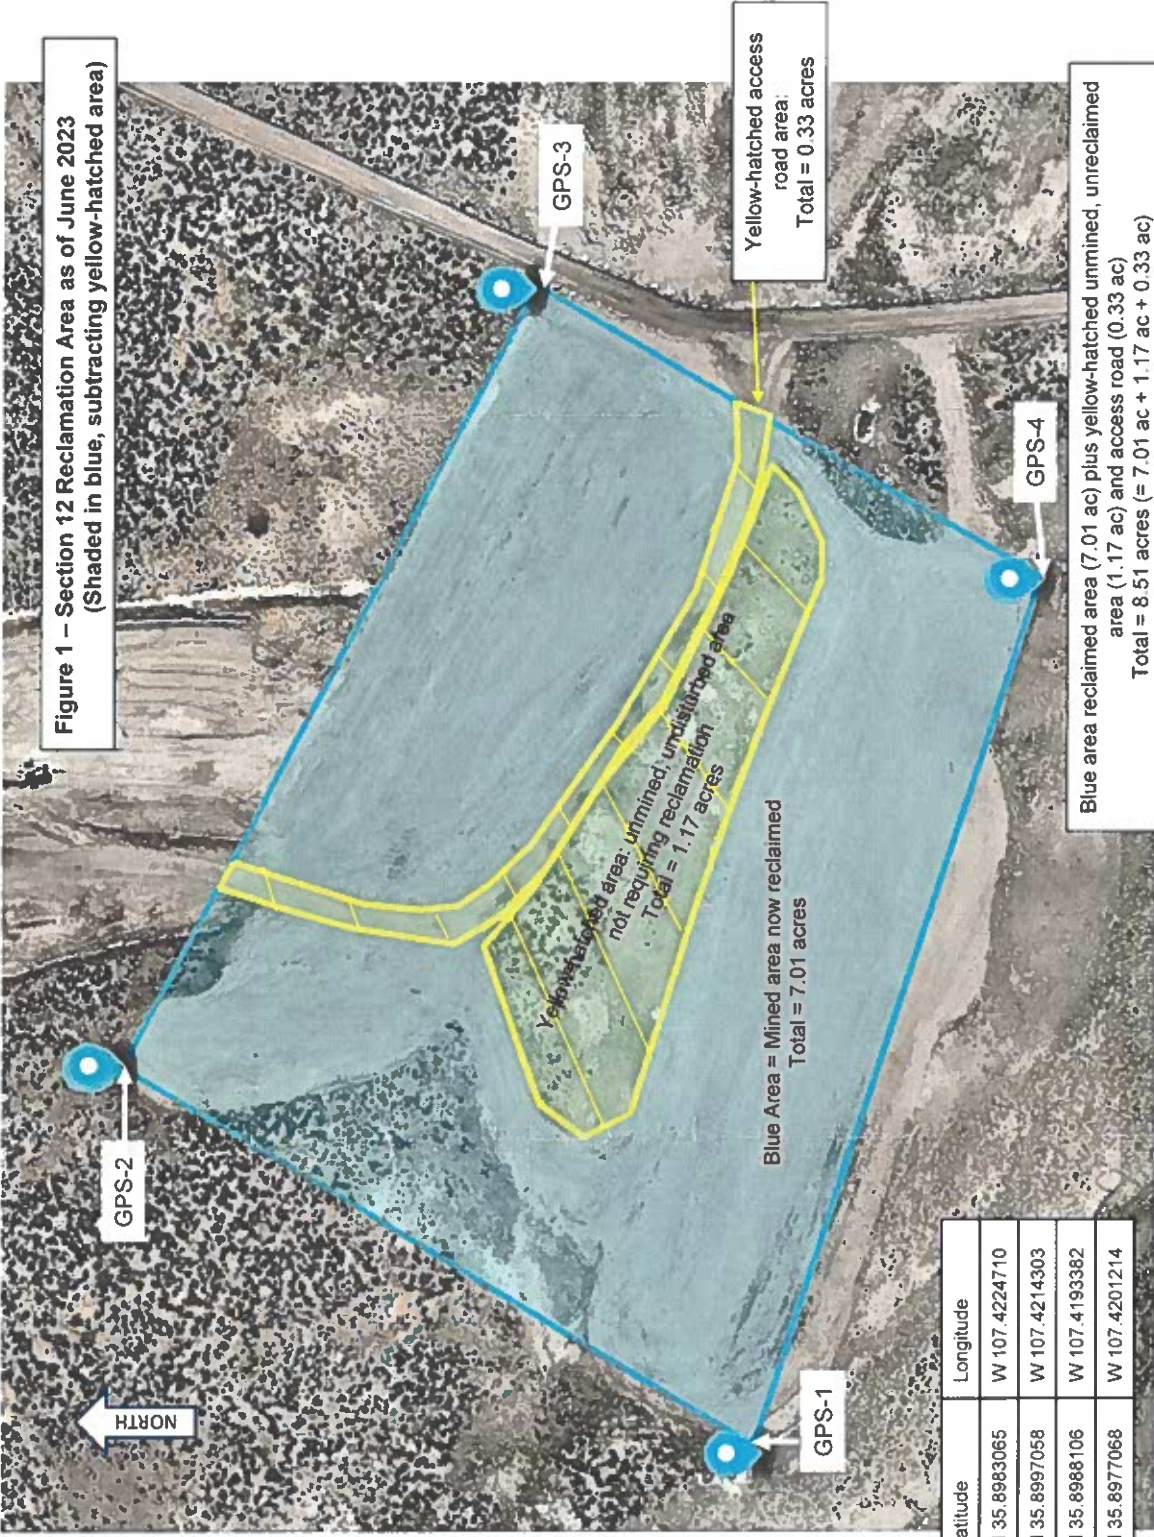 Figure 1 – Section 12 Reclamation Area as of June 2023
(Shaded in blue, subtracting yellow-hatched area)
NORTH
GPS-2
GPS-3
Yellow-hatched access
road area:
Total = 0.33 acres
Yellow-hatched area: unmined, undisturbed area
not requiring reclamation
Total = 1.17 acres
Blue Area = Mined area now reclaimed
Total = 7.01 acres
GPS-1
GPS-4
Blue area reclaimed area (7.01 ac) plus yellow-hatched unmined, unreclaimed
area (1.17 ac) and access road (0.33 ac)
Total = 8.51 acres (= 7.01 ac + 1.17 ac + 0.33 ac)
atitude Longitude
35.8983065 W 107.4224710
35.8997058 W 107.4214303
35.8988106 W 107.4193382
35.8977068 W 107.4201214